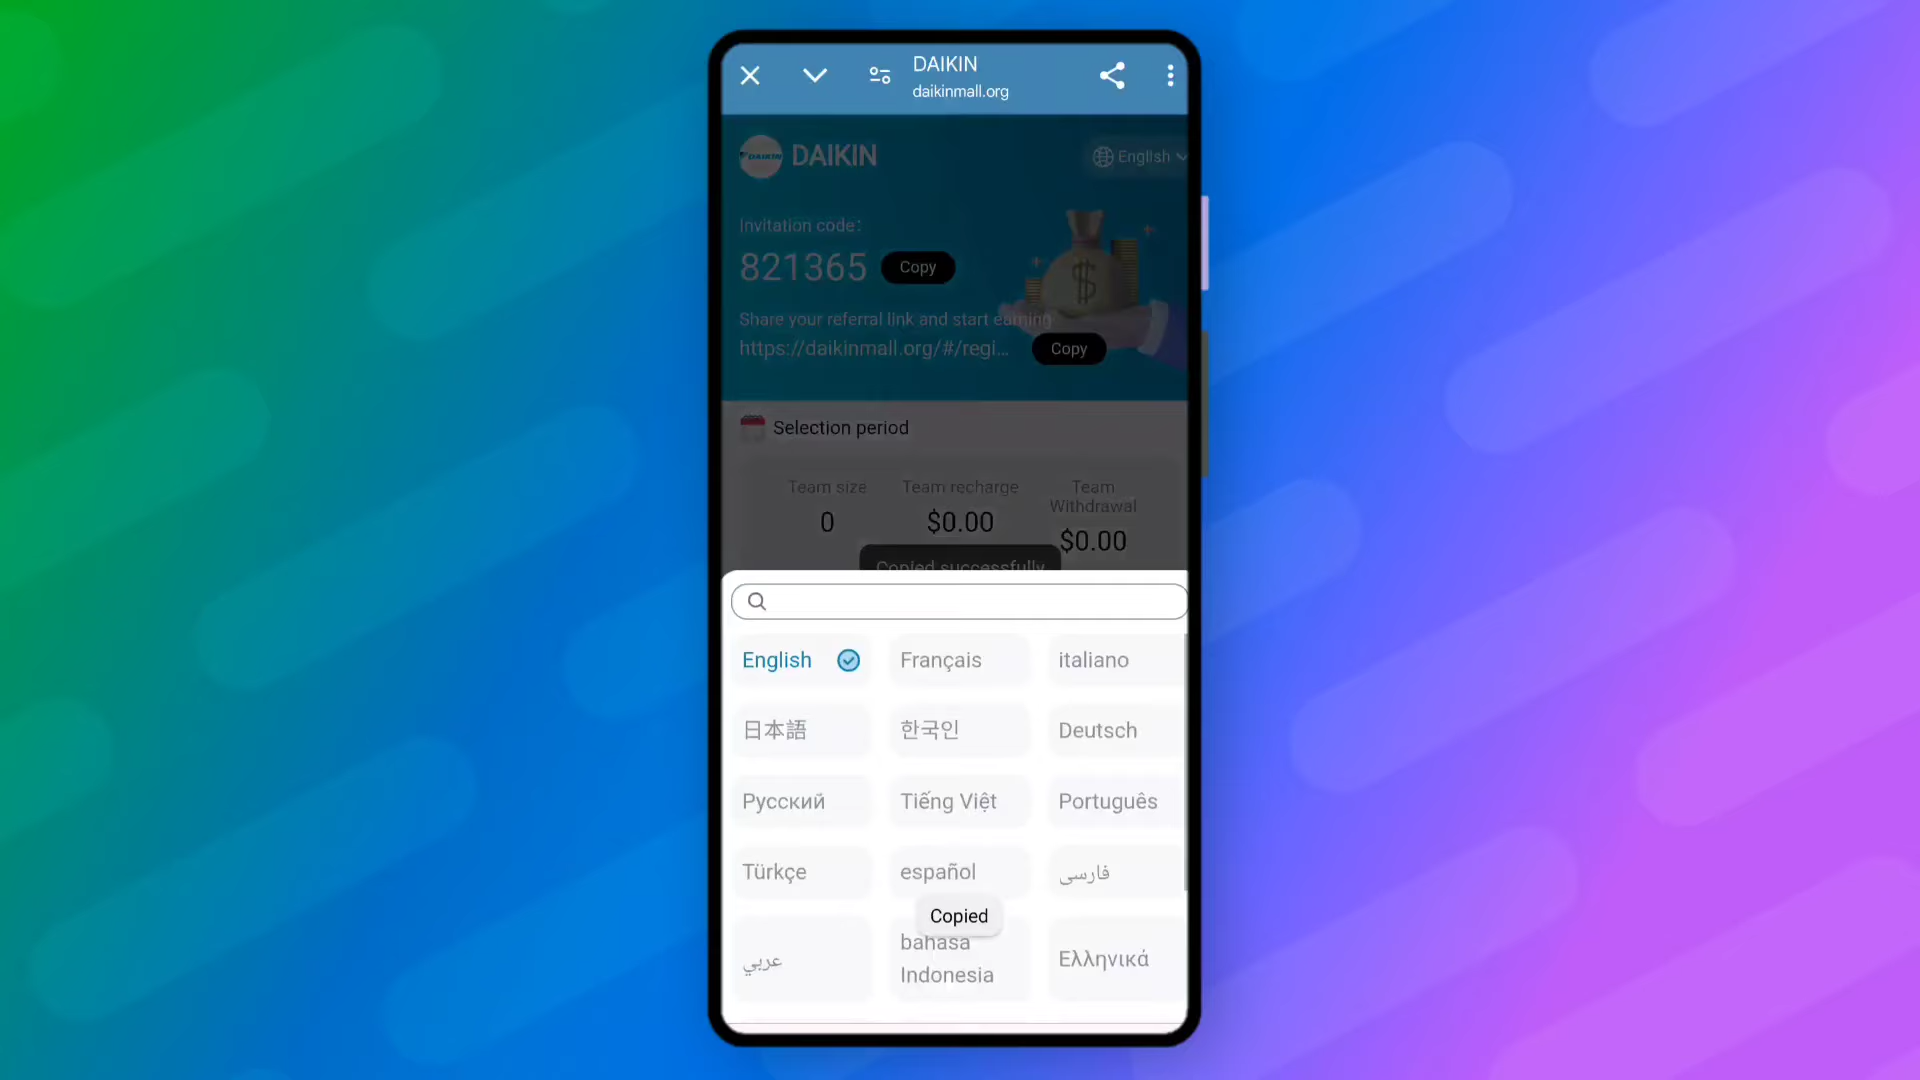 DAIKIN
daikinmall.org
DAIKIN
DAIKIN
English
Invitation code:
821365
Copy
Share your referral link and start earning
https://daikinmall.org/#/regi...
Copy
Selection period
Team size
Team recharge
Team
Withdrawal
0
$0.00
$0.00
Copied successfully
English
Français
italiano
日本語
한국인
Deutsch
Русский
Tiếng Việt
Português
Türkçe
español
فارسی
Copied
عربي
bahasa
Indonesia
Ελληνικά